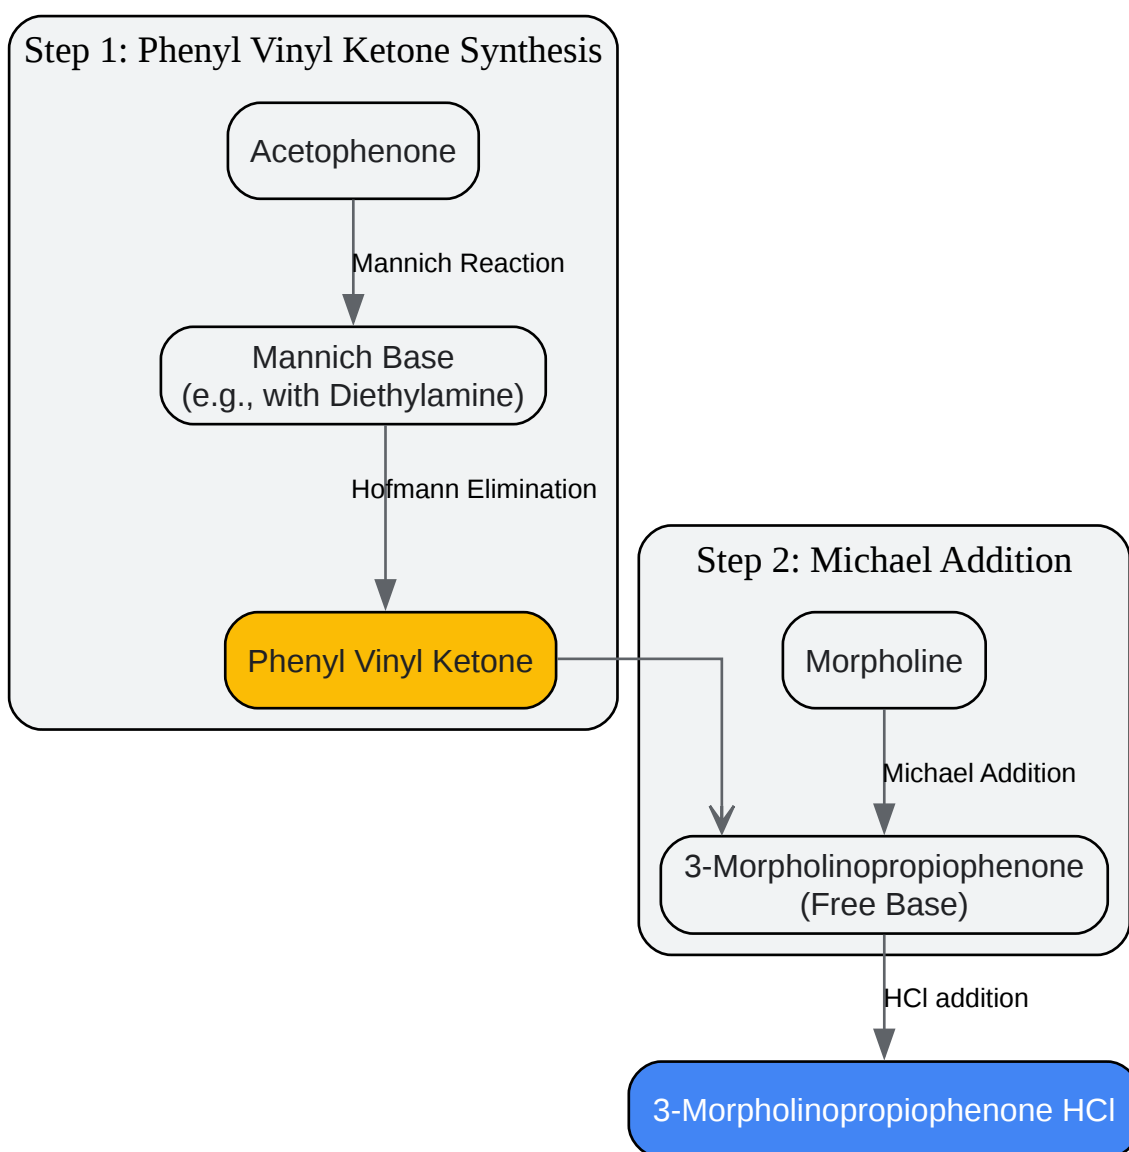 Step 1: Phenyl Vinyl Ketone Synthesis
Acetophenone
Mannich Reaction
Mannich Base
(e.g., with Diethylamine)
Hofmann Elimination
Phenyl Vinyl Ketone
Step 2: Michael Addition
Morpholine
Michael Addition
3-Morpholinopropiophenone
(Free Base)
HCl addition
3-Morpholinopropiophenone HCl